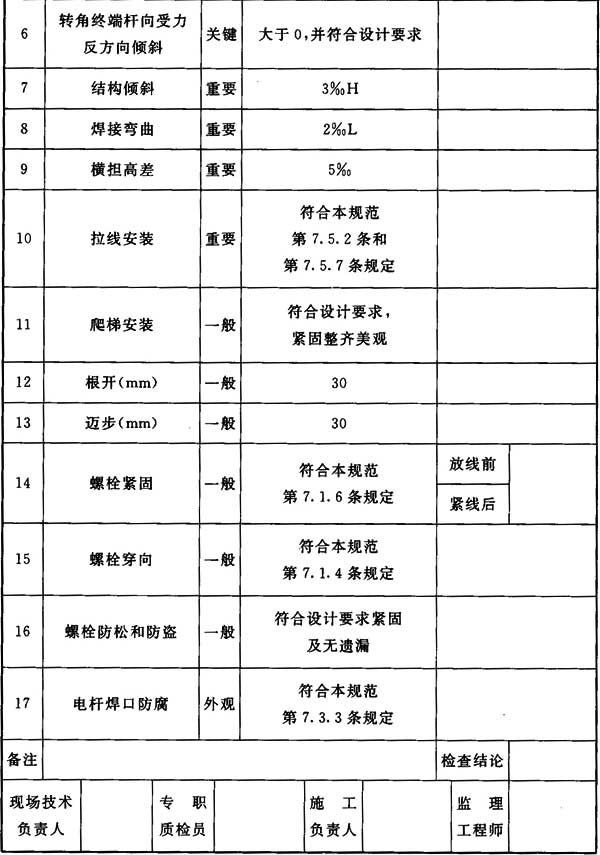 6 转角终端杆向受力 反方向倾斜 关键 大于0,并符合设计要求
7 结构倾斜 重要 3‰H
8 焊接弯曲 重要 2‰L
9 横担高差 重要 5‰
10 拉线安装 重要 符合本规范 第7.5.2条和 第7.5.7条规定
11 爬梯安装 一般 符合设计要求, 紧固整齐美观
12 根开(mm) 一般 30
13 迈步(mm) 一般 30
14 螺栓紧固 一般 符合本规范 第7.1.6条规定 放线前 紧线后
15 螺栓穿向 一般 符合本规范 第7.1.4条规定
16 螺栓防松和防盗 一般 符合设计要求紧固 及无遗漏
17 电杆焊口防腐 外观 符合本规范 第7.3.3条规定
备注 检查结论
现场技术 负责人 专职 质检员 施工 负责人 监理 工程师